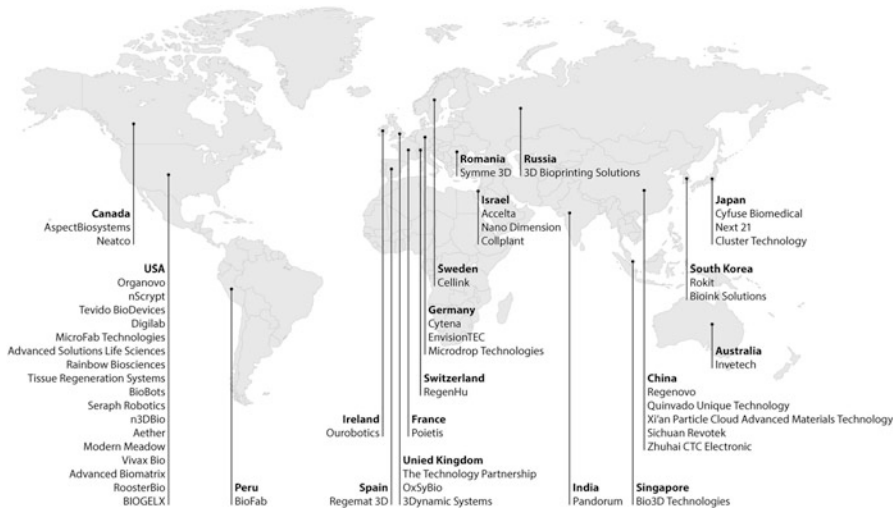 Canada
AspectBiosystems
Neatco
USA
Organovo
nScrypt
Tevido BioDevices
Digilab
MicroFab Technologies
Advanced Solutions Life Sciences
Rainbow Biosciences
Tissue Regeneration Systems
BioBots
Seraph Robotics
n3DBio
Aether
Modern Meadow
Vivax Bio
Advanced Biomatrix
RoosterBio
BIOGELX
Peru
BioFab
Ireland
Ourobotics
Spain
Regemat 3D
Unied Kingdom
The Technology Partnership
OxSyBio
3Dynamic Systems
France
Poietis
Switzerland
RegenHu
Germany
Cytena
EnvisionTEC
Microdrop Technologies
Sweden
Cellink
Romania
Symme 3D
Israel
Accelta
Nano Dimension
Collplant
Russia
3D Bioprinting Solutions
India
Pandorum
Singapore
Bio3D Technologies
China
Regenovo
Quinvado Unique Technology
Xi'an Particle Cloud Advanced Materials Technology
Sichuan Revotek
Zhuhai CTC Electronic
South Korea
Rokit
Bioink Solutions
Japan
Cyfuse Biomedical
Next 21
Cluster Technology
Australia
Invetech